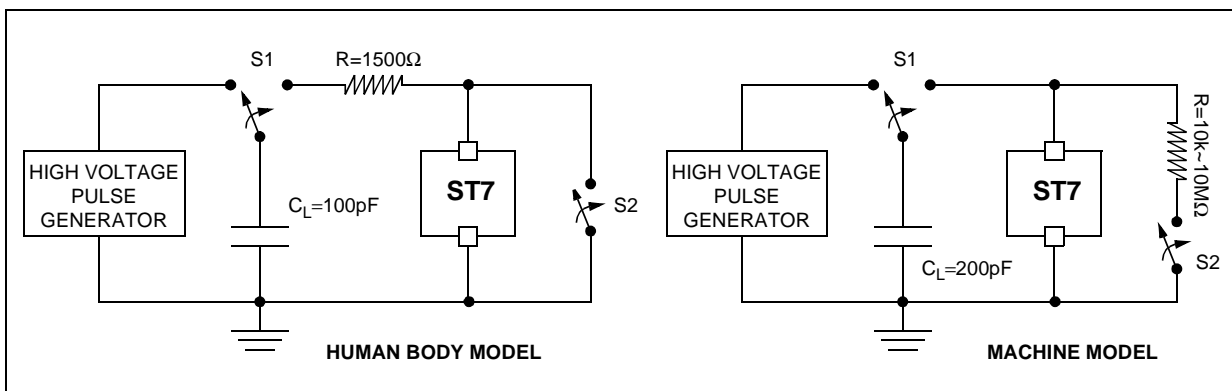 S1
R=1500Ω
HIGH VOLTAGE
PULSE
GENERATOR
C_L=100pF
ST7
S2
HUMAN BODY MODEL
S1
HIGH VOLTAGE
PULSE
GENERATOR
C_L=200pF
ST7
R=10k~10MΩ
S2
MACHINE MODEL